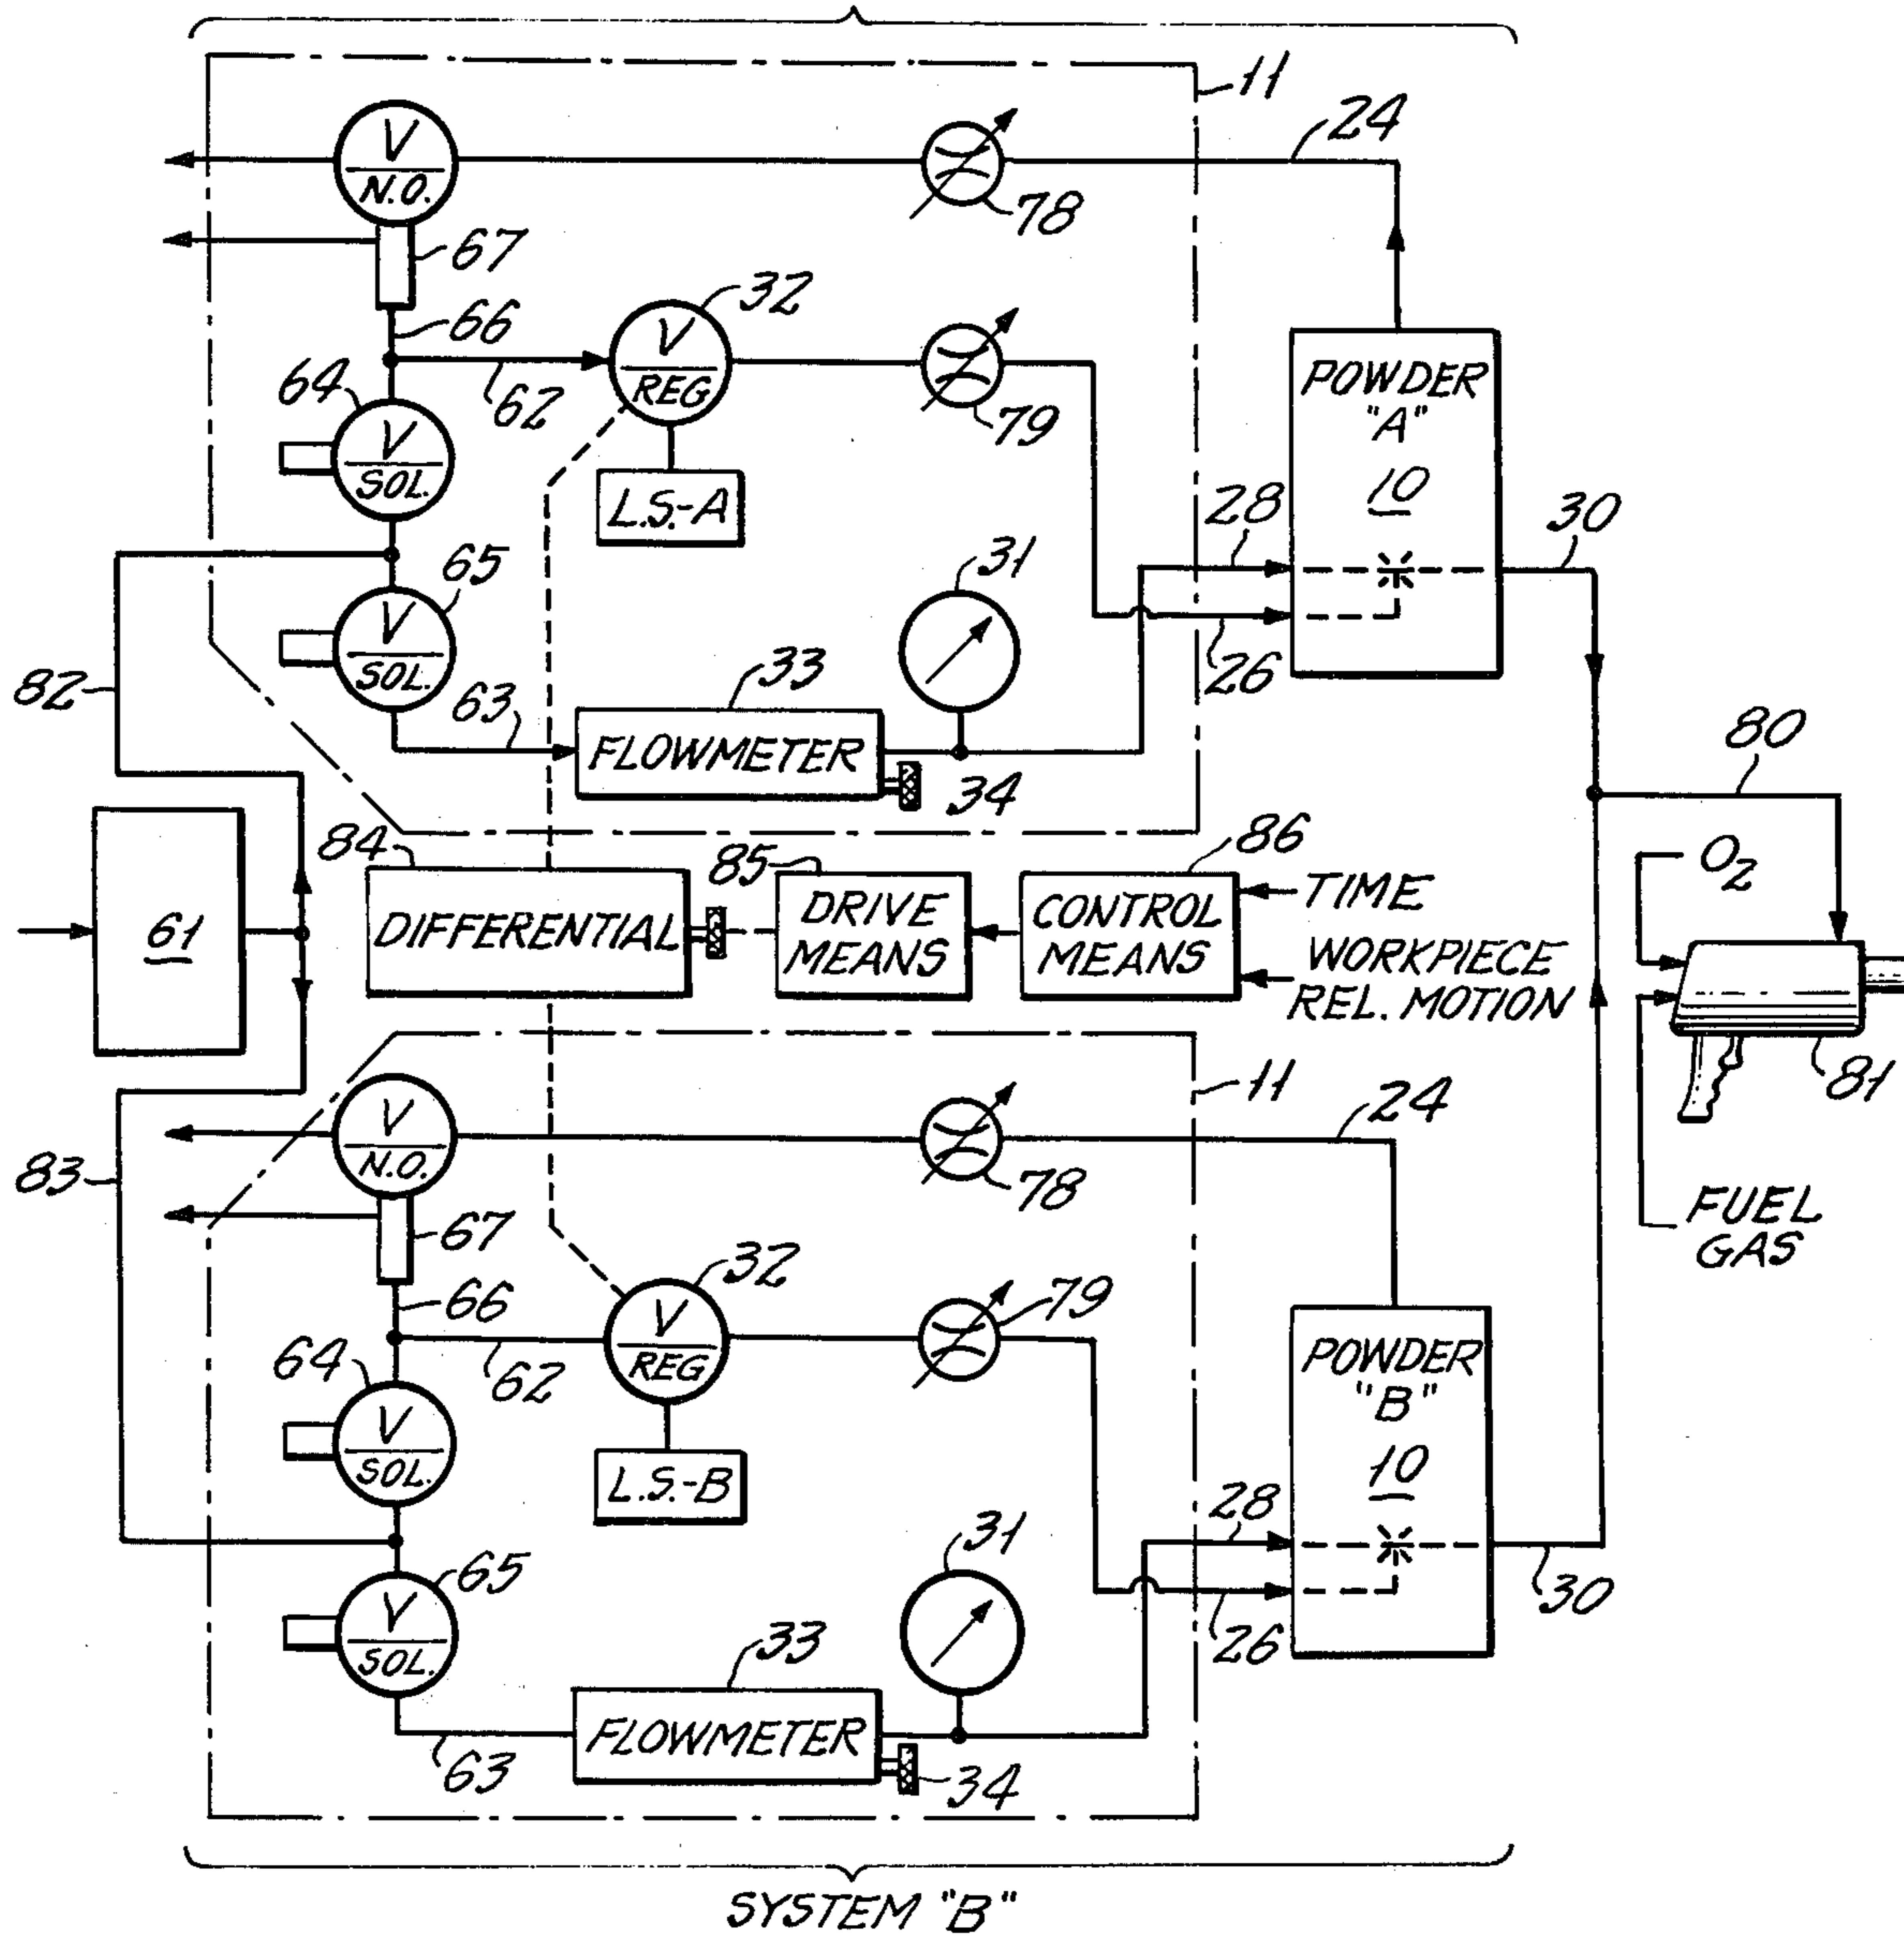 11
V
N.O.
24
78
67
32
66
V
REG
64
62
79
POWDER
"A"
10
V
SOL.
L.S.-A
28
30
65
31
V
SOL.
82
33
26
63
FLOWMETER
34
80
84
85
86
O2
61
DIFFERENTIAL
DRIVE
MEANS
CONTROL
MEANS
TIME
WORKPIECE
REL. MOTION
11
81
V
N.O.
24
83
78
FUEL
GAS
67
32
79
66
V
REG
64
62
POWDER
"B"
10
V
SOL.
L.S.-B
28
31
65
V
SOL.
30
33
26
FLOWMETER
63
34
SYSTEM "B"